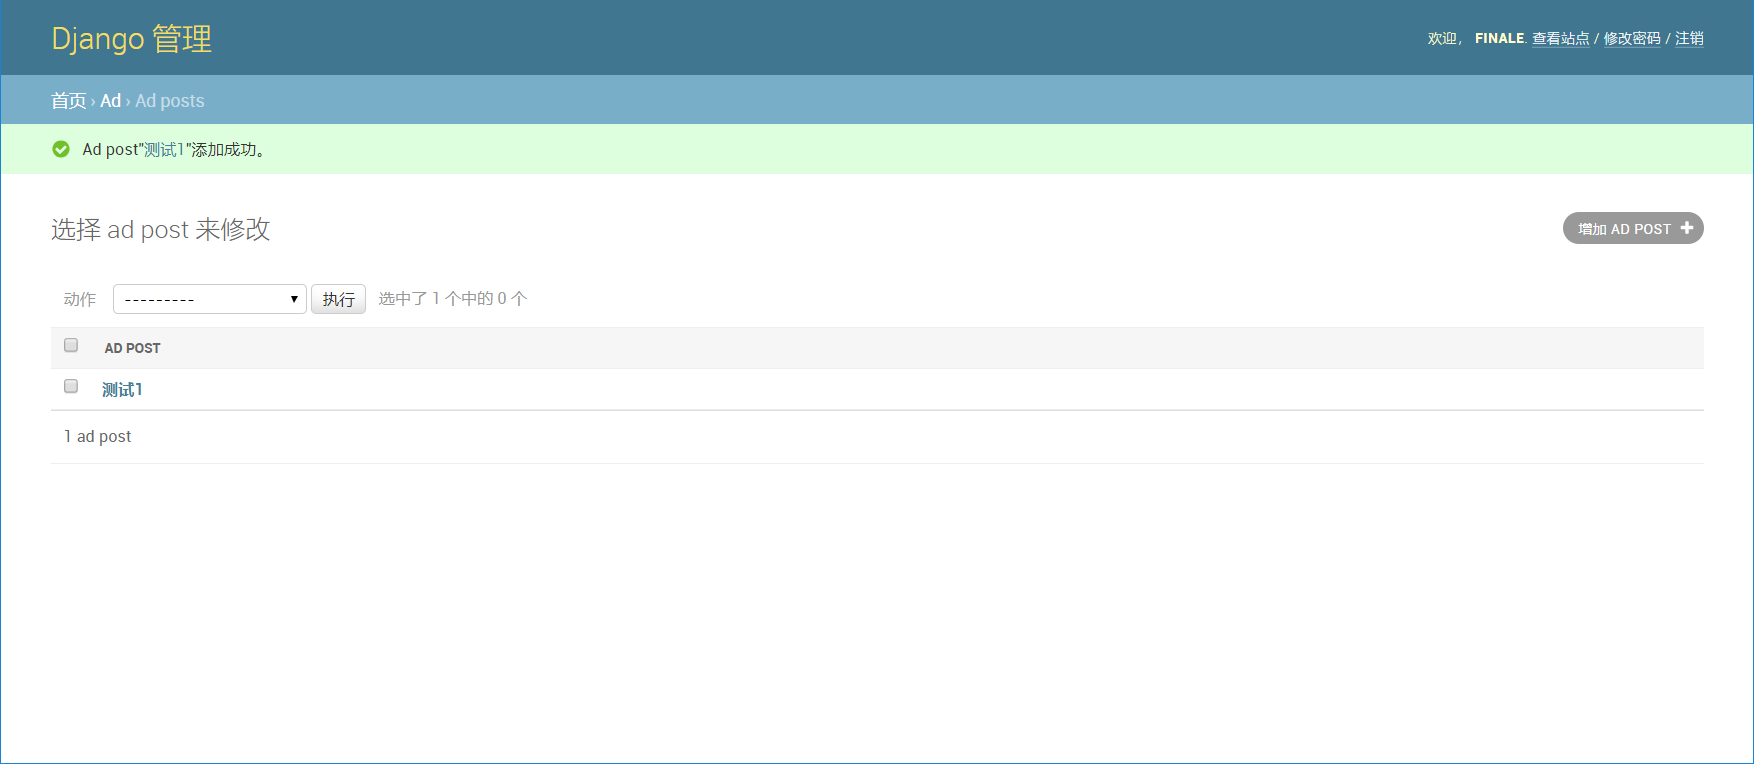 Django 管理
欢迎， FINALE. 查看站点 / 修改密码 / 注销
首页 › Ad › Ad posts
Ad post"测试1"添加成功。
选择 ad post 来修改
增加 AD POST
动作 --------- 执行 选中了 1 个中的 0 个
AD POST
测试1
1 ad post